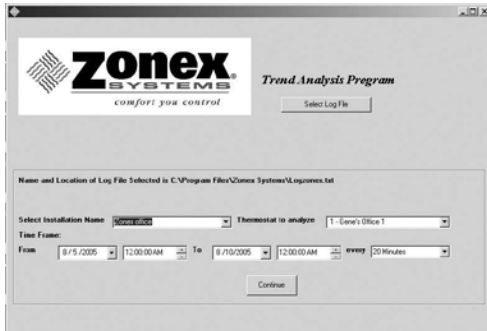 zonex®
SYSTEMS
comfort you control
Trend Analysis Program
Select Log File
Name and Location of Log File Selected is C:\Program Files\Zonex Systems\Logzones.txt
Select Installation Name Zonex office Thermostat to analyze 1 - Gene's Office 1
Time Frame:
From 8/ 5 /2005 12:00:00 AM To 8 /10/2005 12:00:00 AM every 20 Minutes
Continue